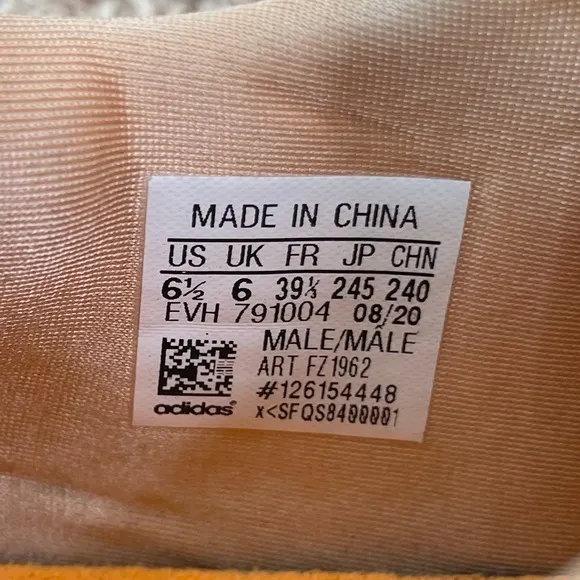 MADE IN CHINA
US UK FR JP CHN
6½ 6 39⅓ 245 240
EVH 791004 08/20
MALE/MÂLE
ART FZ1962
#126154448
adidas® x<SFQS8400001